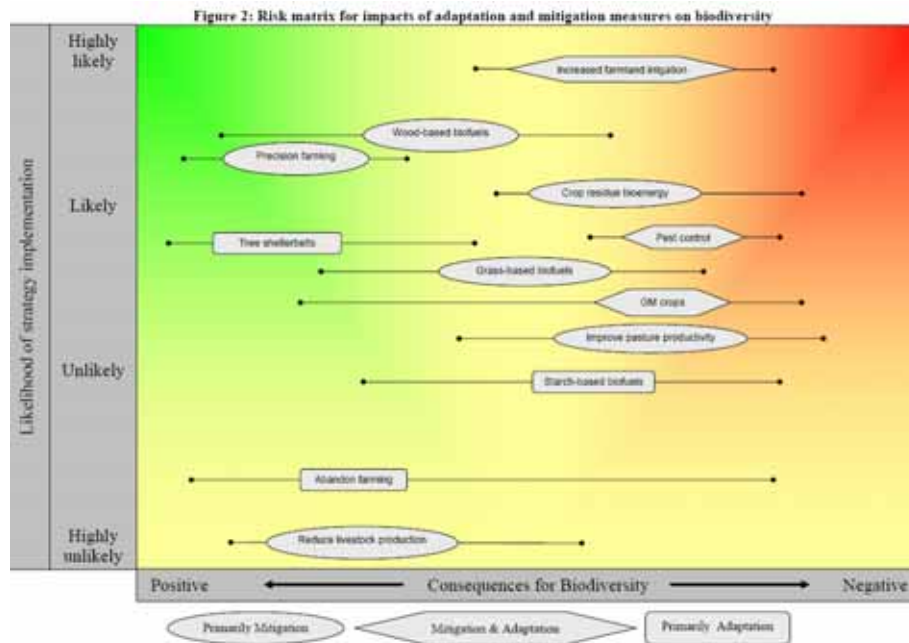 Figure 2: Risk matrix for impacts of adaptation and mitigation measures on biodiversity
Likelihood of strategy implementation
Highly
likely
Increased farmland irrigation
Wood-based biofuels
Precision farming
Crop residue bioenergy
Likely
Tree shelterbelts
Pest control
Grass-based biofuels
GM crops
Improve pasture productivity
Unlikely
Starch-based biofuels
Abandon farming
Reduce livestock production
Highly
unlikely
Positive
Consequences for Biodiversity
Negative
Primarily Mitigation
Mitigation & Adaptation
Primarily Adaptation